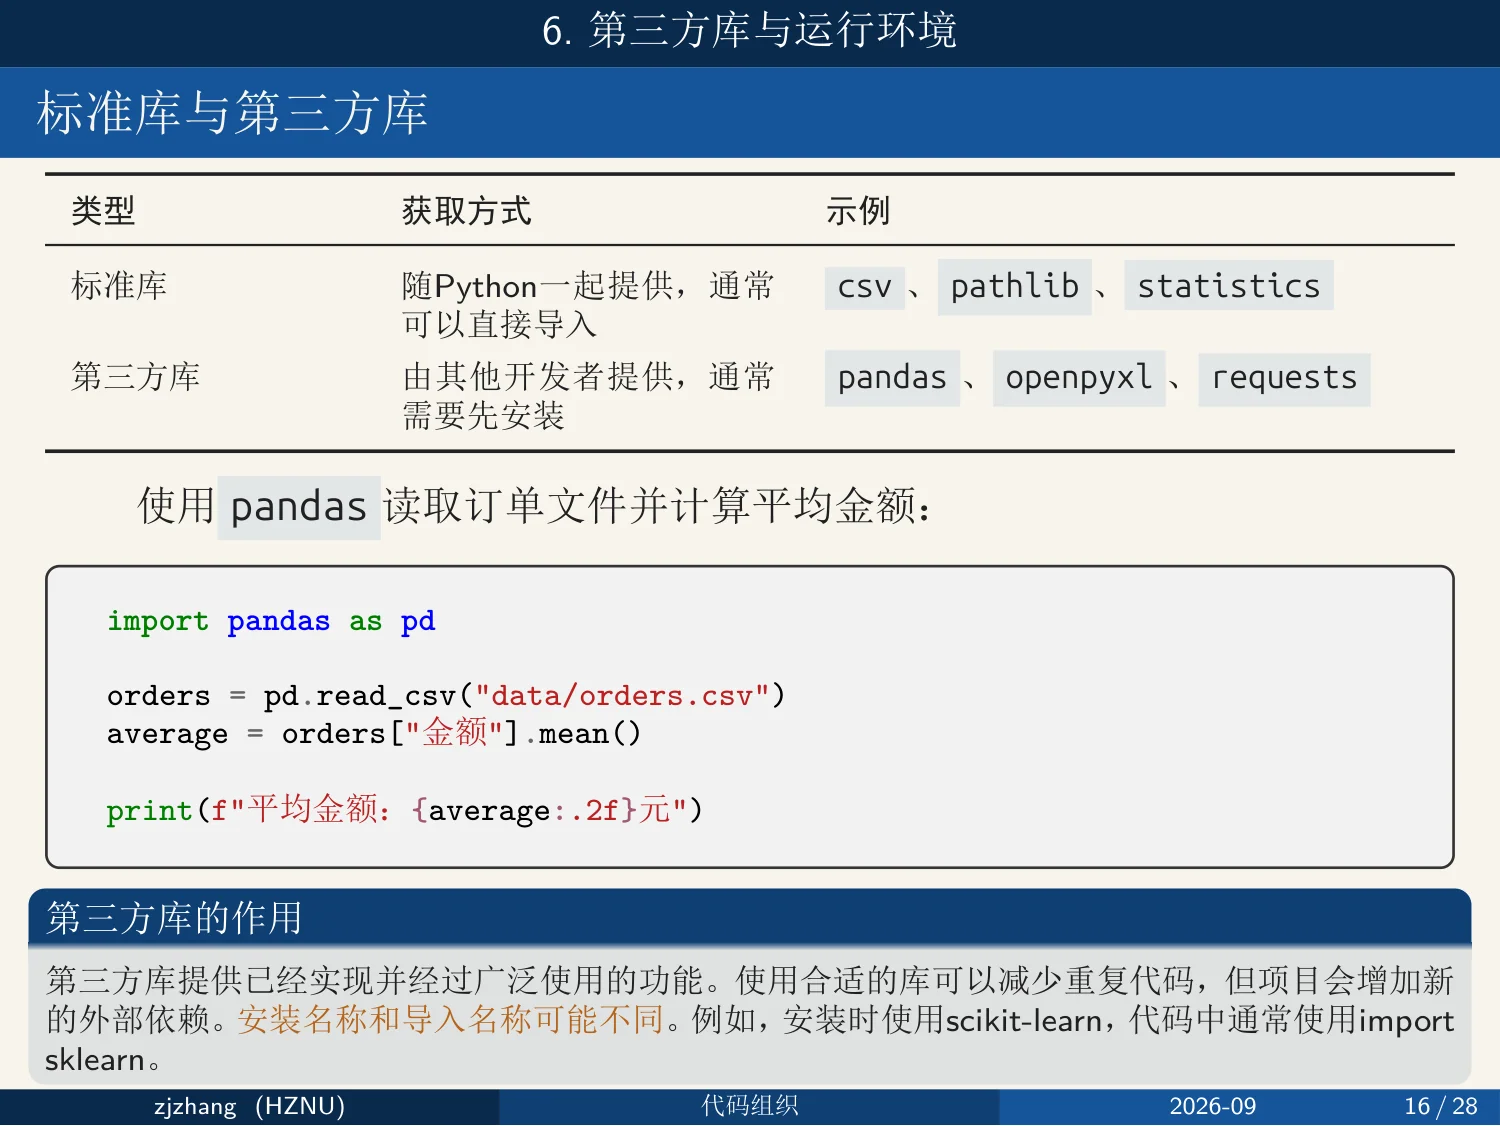 6. 第三方库与运行环境
标准库与第三方库
类型 获取方式 示例
标准库 随Python一起提供，通常 csv、pathlib、statistics
可以直接导入
第三方库 由其他开发者提供，通常 pandas、openpyxl、requests
需要先安装
使用pandas读取订单文件并计算平均金额：
import pandas as pd
orders = pd.read_csv("data/orders.csv")
average = orders["金额"].mean()
print(f"平均金额：{average:.2f}元")
第三方库的作用
第三方库提供已经实现并经过广泛使用的功能。使用合适的库可以减少重复代码，但项目会增加新
的外部依赖。安装名称和导入名称可能不同。例如，安装时使用scikit-learn，代码中通常使用import
sklearn。
zjzhang (HZNU) 代码组织 2026-09 16 / 28